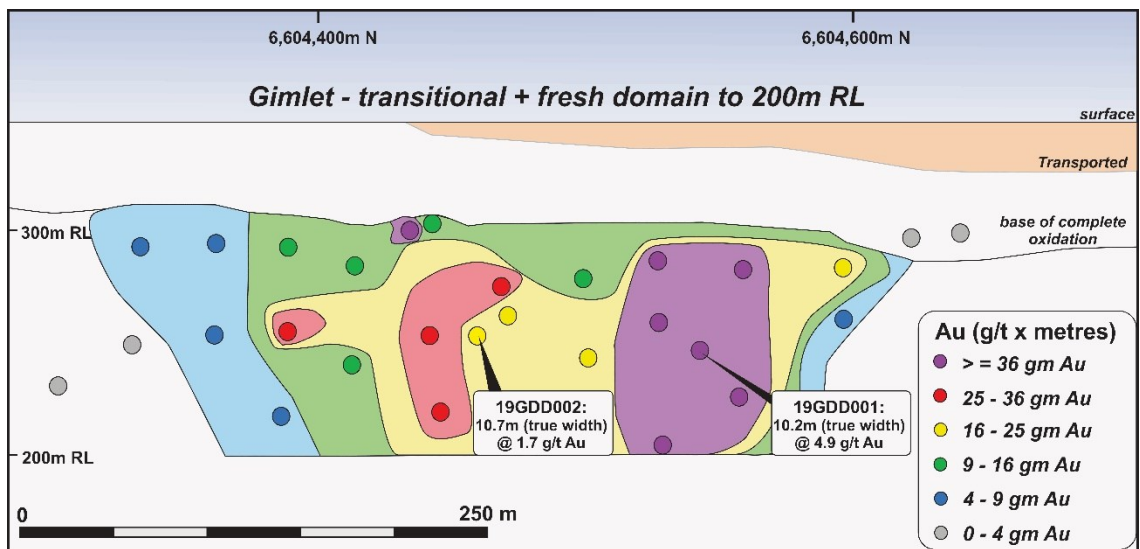 6,604,400m N
6,604,600m N
Gimlet - transitional + fresh domain to 200m RL
surface
Transported
300m RL
base of complete
oxidation
Au (g/t x metres)
> = 36 gm Au
25 - 36 gm Au
16 - 25 gm Au
9 - 16 gm Au
4 - 9 gm Au
0 - 4 gm Au
19GDD002:
10.7m (true width)
@ 1.7 g/t Au
19GDD001:
10.2m (true width)
@ 4.9 g/t Au
200m RL
0
250 m